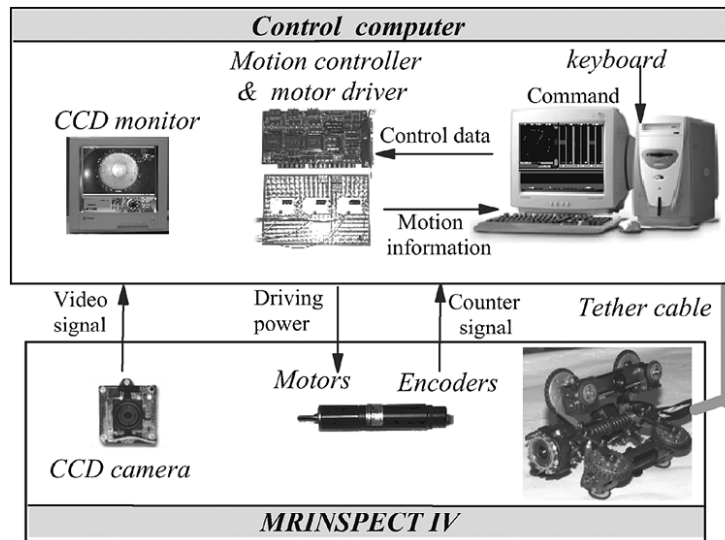 Control computer
Motion controller
& motor driver
keyboard
Command
CCD monitor
Control data
Motion
information
Video
signal
Driving
power
Counter
signal
Tether cable
Motors
Encoders
CCD camera
MRINSPECT IV